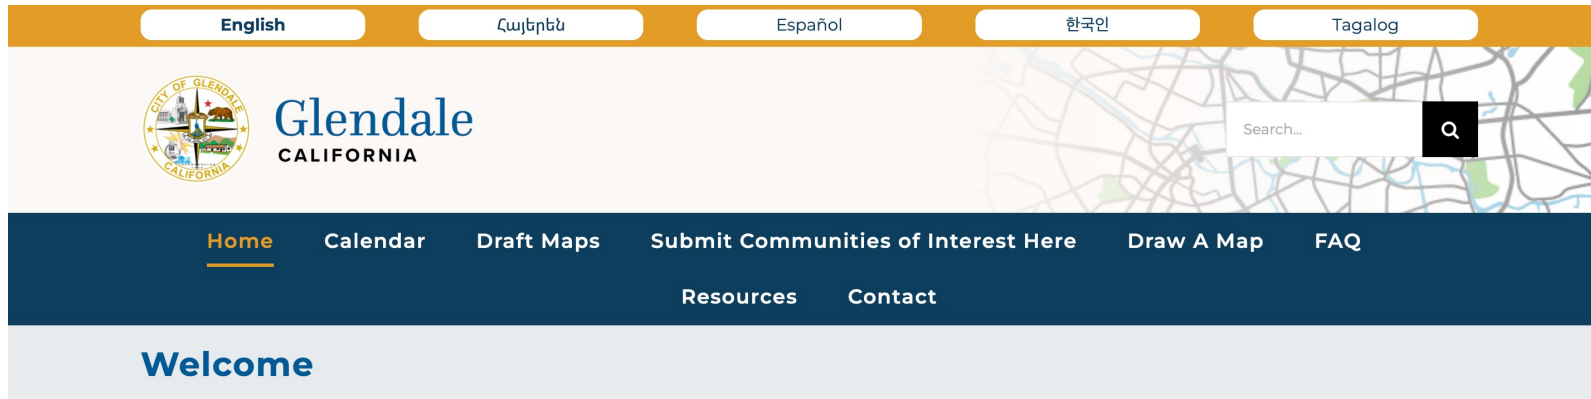 English Հայերեն Español 한국인 Tagalog
CITY OF GLENDALE
CALIFORNIA
Glendale
CALIFORNIA
Search...
Home Calendar Draft Maps Submit Communities of Interest Here Draw A Map FAQ
Resources Contact
Welcome